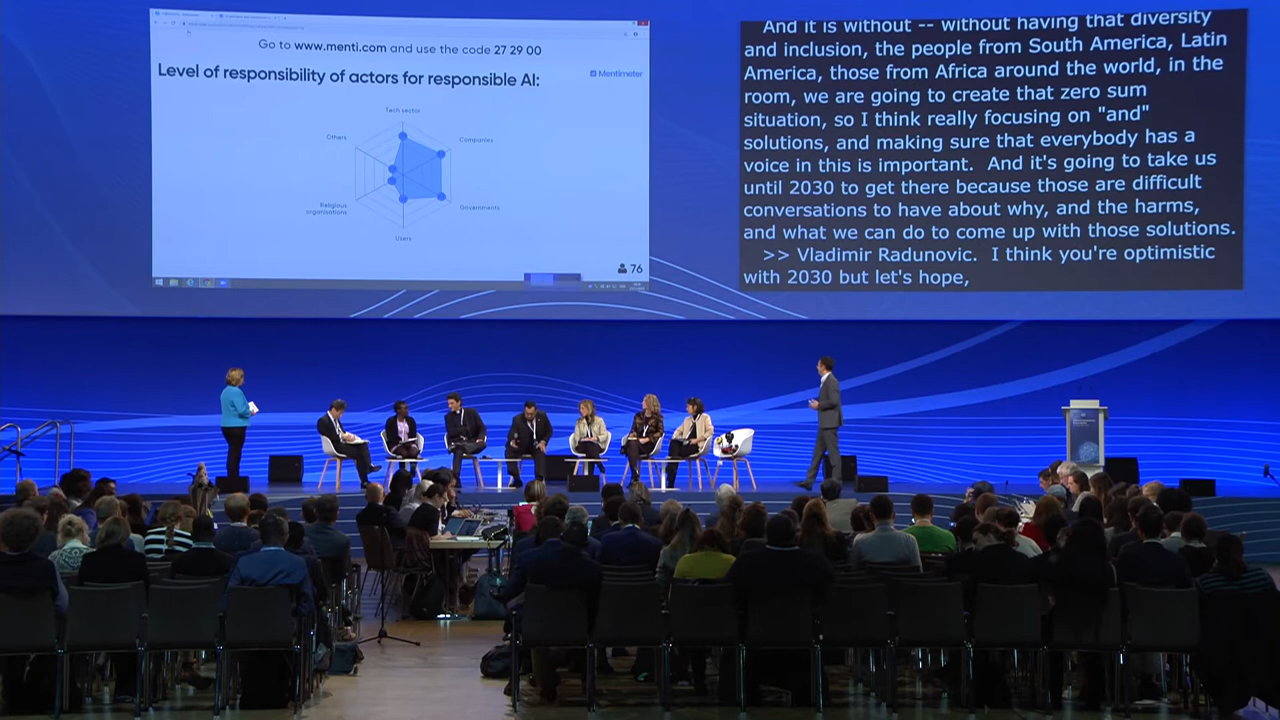 Go to www.menti.com and use the code 27 29 00
Level of responsibility of actors for responsible AI:
Mentimeter
Tech sector
Others
Companies
Religious
organisations
Governments
Users
76
And it is without -- without having that diversity
and inclusion, the people from South America, Latin
America, those from Africa around the world, in the
room, we are going to create that zero sum
situation, so I think really focusing on "and"
solutions, and making sure that everybody has a
voice in this is important.  And it's going to take us
until 2030 to get there because those are difficult
conversations to have about why, and the harms,
and what we can do to come up with those solutions.
>> Vladimir Radunovic.  I think you're optimistic
with 2030 but let's hope,